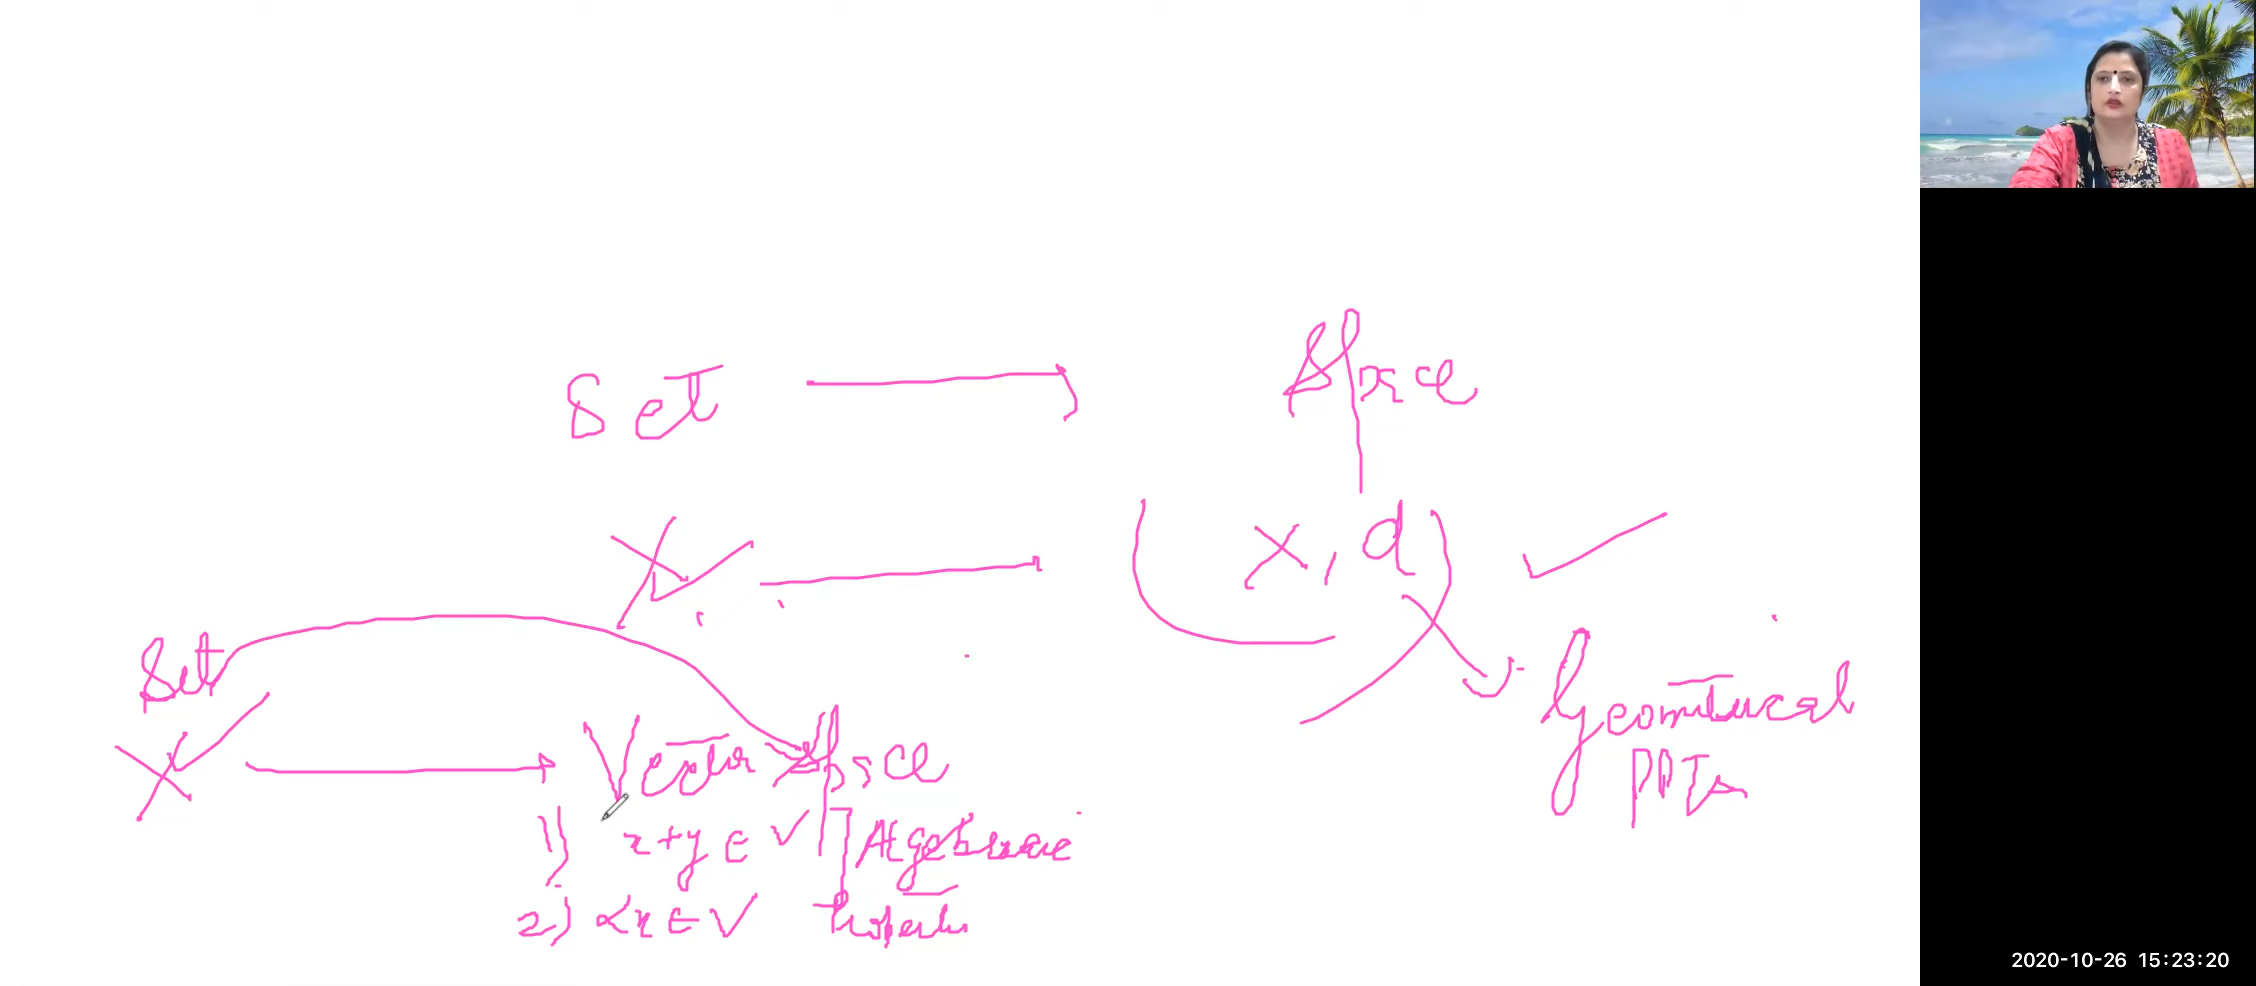 Set Space
X (X, d)
Set
Geometrical
X Vector Space
PPTs
1) x+y ∈ V Algebraic
2) αx ∈ V Properties
2020-10-26 15:23:20